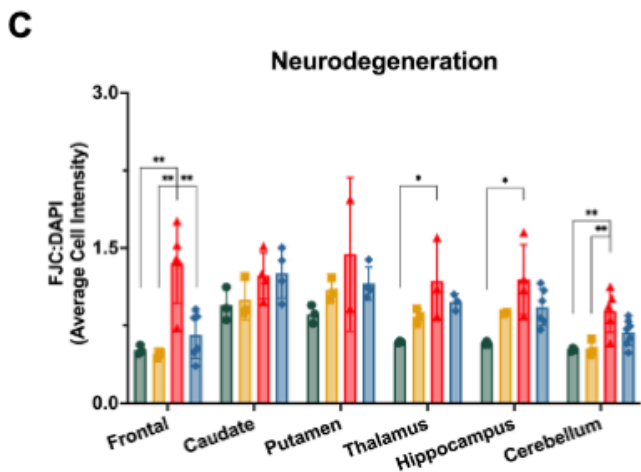 C
Neurodegeneration
FJC:DAPI
(Average Cell Intensity)
3.0
1.5
0.0
**
** **
*
*
**
**
Frontal
Caudate
Putamen
Thalamus
Hippocampus
Cerebellum